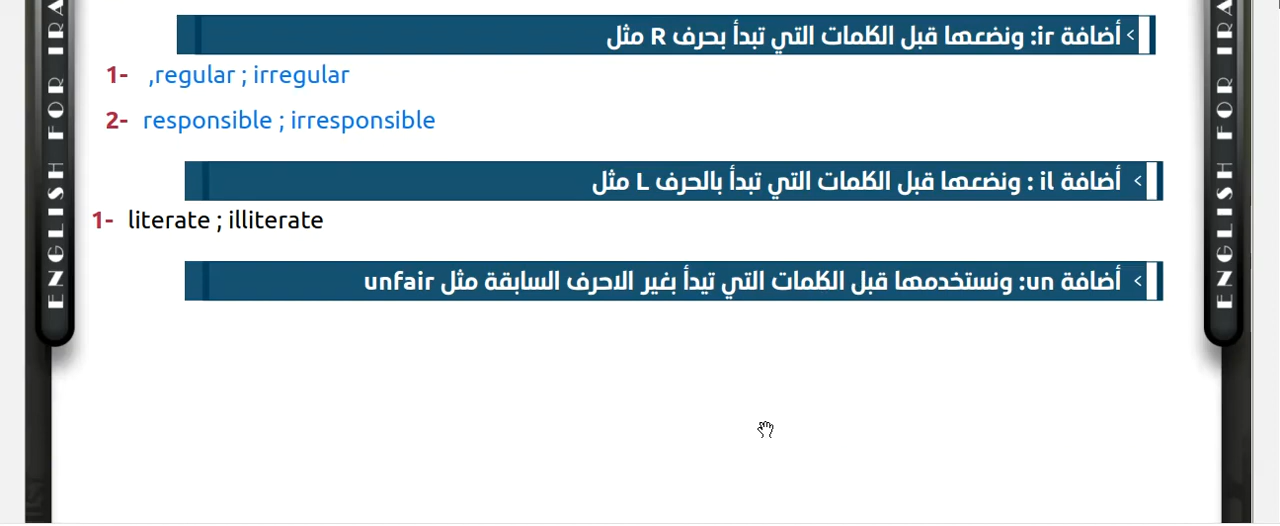 > أضافة ir: ونضعها قبل الكلمات التي تبدأ بحرف R مثل
1- ,regular ; irregular
2- responsible ; irresponsible
> أضافة il : ونضعها قبل الكلمات التي تبدأ بالحرف L مثل
1- literate ; illiterate
> أضافة un: ونستخدمها قبل الكلمات التي تيدأ بغير الاحرف السابقة مثل unfair
ENGLISH FOR IRA
ENGLISH FOR IRA